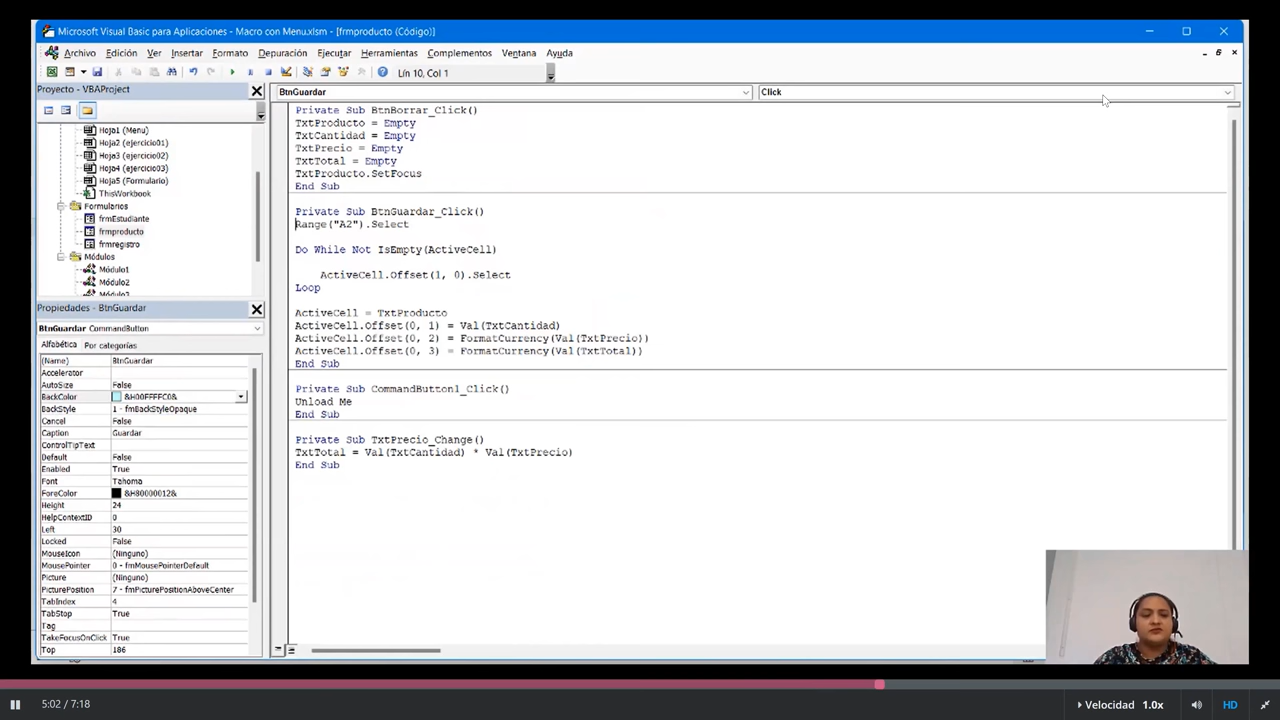 Microsoft Visual Basic para Aplicaciones - Macro con Menu.xlsm - [frmproducto (Código)]
Archivo Edición Ver Insertar Formato Depuración Ejecutar Herramientas Complementos Ventana Ayuda
Lín 10, Col 1
Proyecto - VBAProject
Hoja1 (Menu)
Hoja2 (ejercicio01)
Hoja3 (ejercicio02)
Hoja4 (ejercicio03)
Hoja5 (Formulario)
ThisWorkbook
Formularios
frmEstudiante
frmproducto
frmregistro
Módulos
Módulo1
Módulo2
Módulo3
Propiedades - BtnGuardar
BtnGuardar CommandButton
Alfabética Por categorías
(Name) BtnGuardar
Accelerator
AutoSize False
BackColor &H00FFFFC0&
BackStyle 1 - fmBackStyleOpaque
Cancel False
Caption Guardar
ControlTipText
Default False
Enabled True
Font Tahoma
ForeColor &H80000012&
Height 24
HelpContextID 0
Left 30
Locked False
MouseIcon (Ninguno)
MousePointer 0 - fmMousePointerDefault
Picture (Ninguno)
PicturePosition 7 - fmPicturePositionAboveCenter
TabIndex 4
TabStop True
Tag
TakeFocusOnClick True
Top 186
BtnGuardar Click
Private Sub BtnBorrar_Click()
TxtProducto = Empty
TxtCantidad = Empty
TxtPrecio = Empty
TxtTotal = Empty
TxtProducto.SetFocus
End Sub
Private Sub BtnGuardar_Click()
Range("A2").Select
Do While Not IsEmpty(ActiveCell)
ActiveCell.Offset(1, 0).Select
Loop
ActiveCell = TxtProducto
ActiveCell.Offset(0, 1) = Val(TxtCantidad)
ActiveCell.Offset(0, 2) = FormatCurrency(Val(TxtPrecio))
ActiveCell.Offset(0, 3) = FormatCurrency(Val(TxtTotal))
End Sub
Private Sub CommandButton1_Click()
Unload Me
End Sub
Private Sub TxtPrecio_Change()
TxtTotal = Val(TxtCantidad) * Val(TxtPrecio)
End Sub
5:02 / 7:18
Velocidad 1.0x
HD